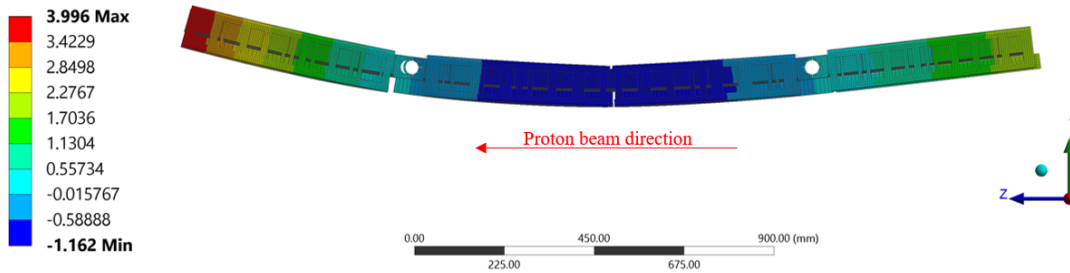 3.996 Max
3.4229
2.8498
2.2767
1.7036
1.1304
0.55734
-0.015767
-0.58888
-1.162 Min
Proton beam direction
0.00 450.00 900.00 (mm)
225.00 675.00
Z